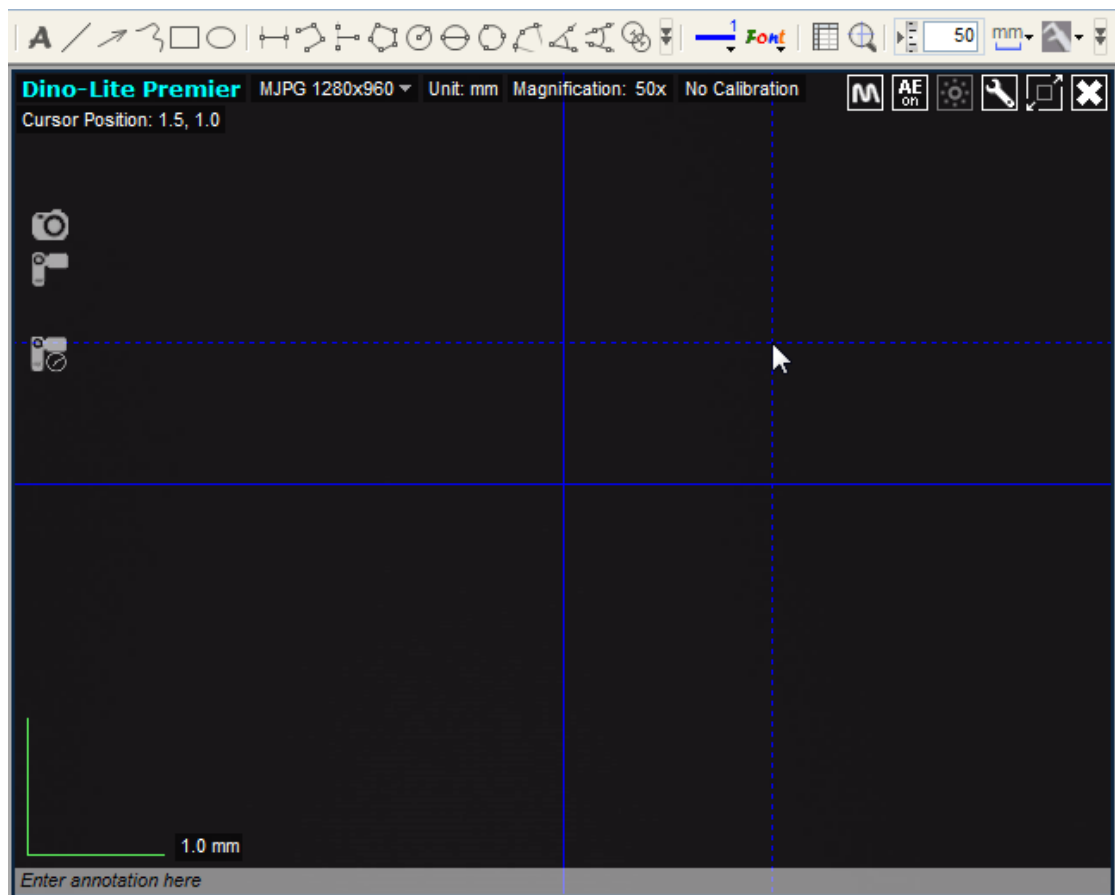 A 1 Font 50 mm
Dino-Lite Premier MJPG 1280x960 Unit: mm Magnification: 50x No Calibration AE on
Cursor Position: 1.5, 1.0
1.0 mm
Enter annotation here